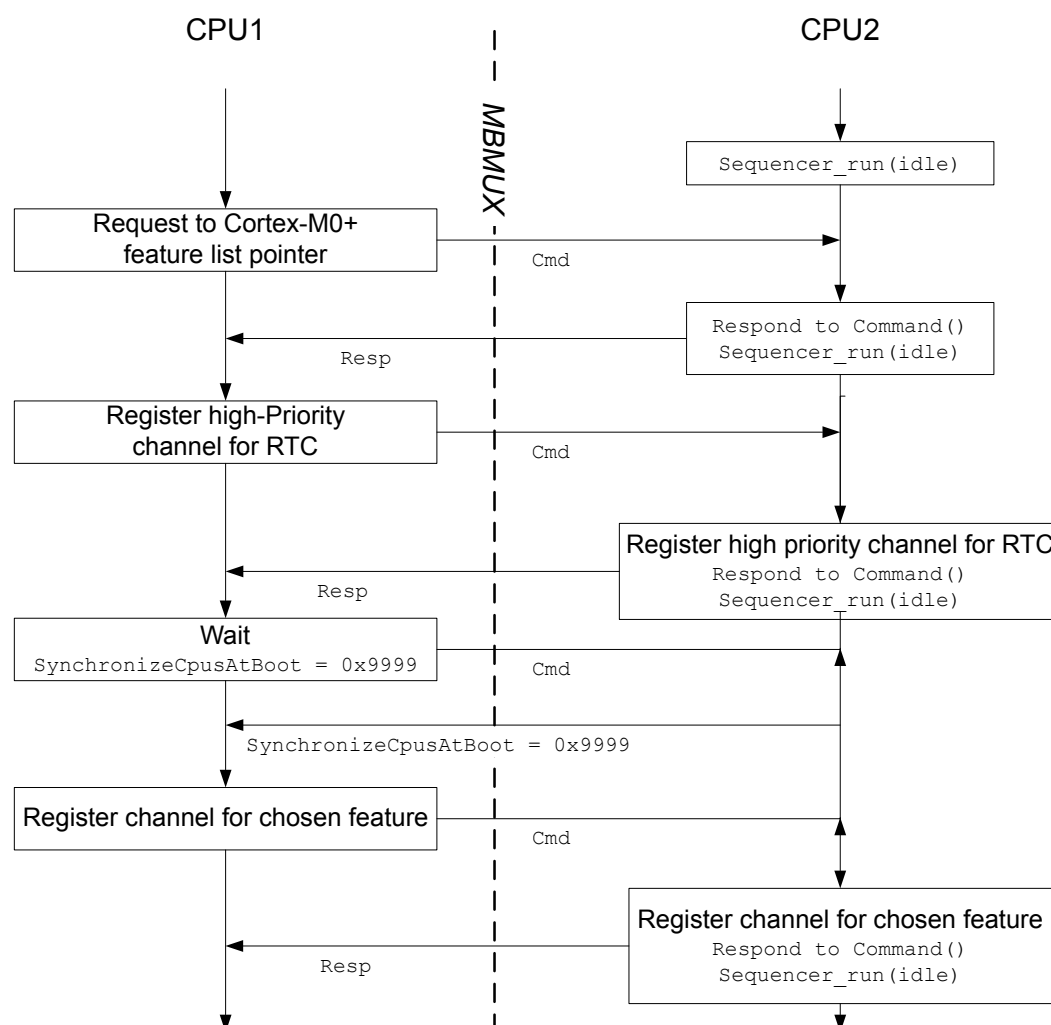 CPU1
CPU2
MBMUX
Sequencer_run(idle)
Request to Cortex-M0+
feature list pointer
Cmd
Respond to Command()
Sequencer_run(idle)
Resp
Register high-Priority
channel for RTC
Cmd
Register high priority channel for RTC
Respond to Command()
Sequencer_run(idle)
Resp
Wait
SynchronizeCpusAtBoot = 0x9999
Cmd
SynchronizeCpusAtBoot = 0x9999
Register channel for chosen feature
Cmd
Register channel for chosen feature
Respond to Command()
Sequencer_run(idle)
Resp